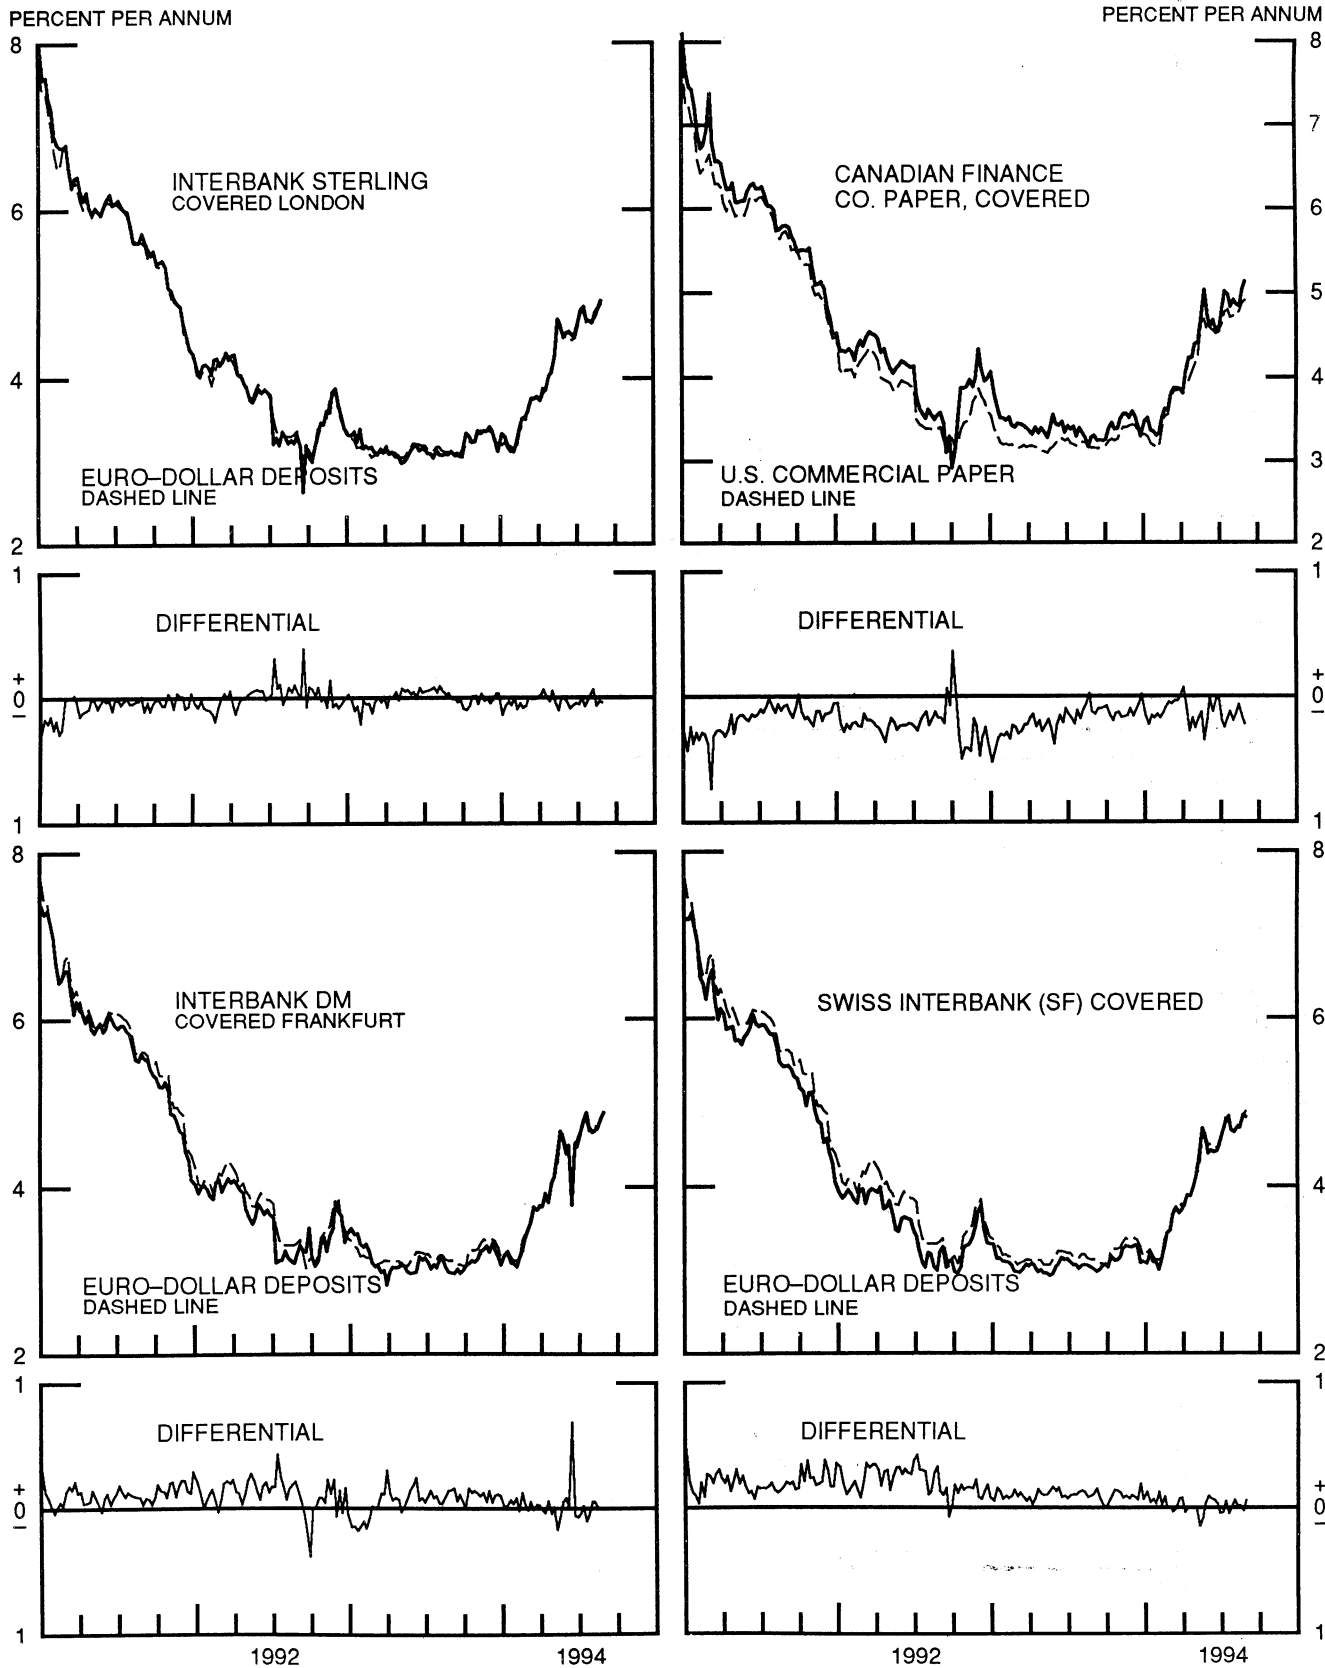 PERCENT PER ANNUM
PERCENT PER ANNUM
8
6
4
2
INTERBANK STERLING
COVERED LONDON
EURO–DOLLAR DEPOSITS
DASHED LINE
8
7
6
5
4
3
2
CANADIAN FINANCE
CO. PAPER, COVERED
U.S. COMMERCIAL PAPER
DASHED LINE
1
+
0
–
1
DIFFERENTIAL
1
+
0
–
1
DIFFERENTIAL
8
6
4
2
INTERBANK DM
COVERED FRANKFURT
EURO–DOLLAR DEPOSITS
DASHED LINE
8
6
4
2
SWISS INTERBANK (SF) COVERED
EURO–DOLLAR DEPOSITS
DASHED LINE
1
+
0
–
1
DIFFERENTIAL
1
+
0
–
1
DIFFERENTIAL
1992
1994
1992
1994